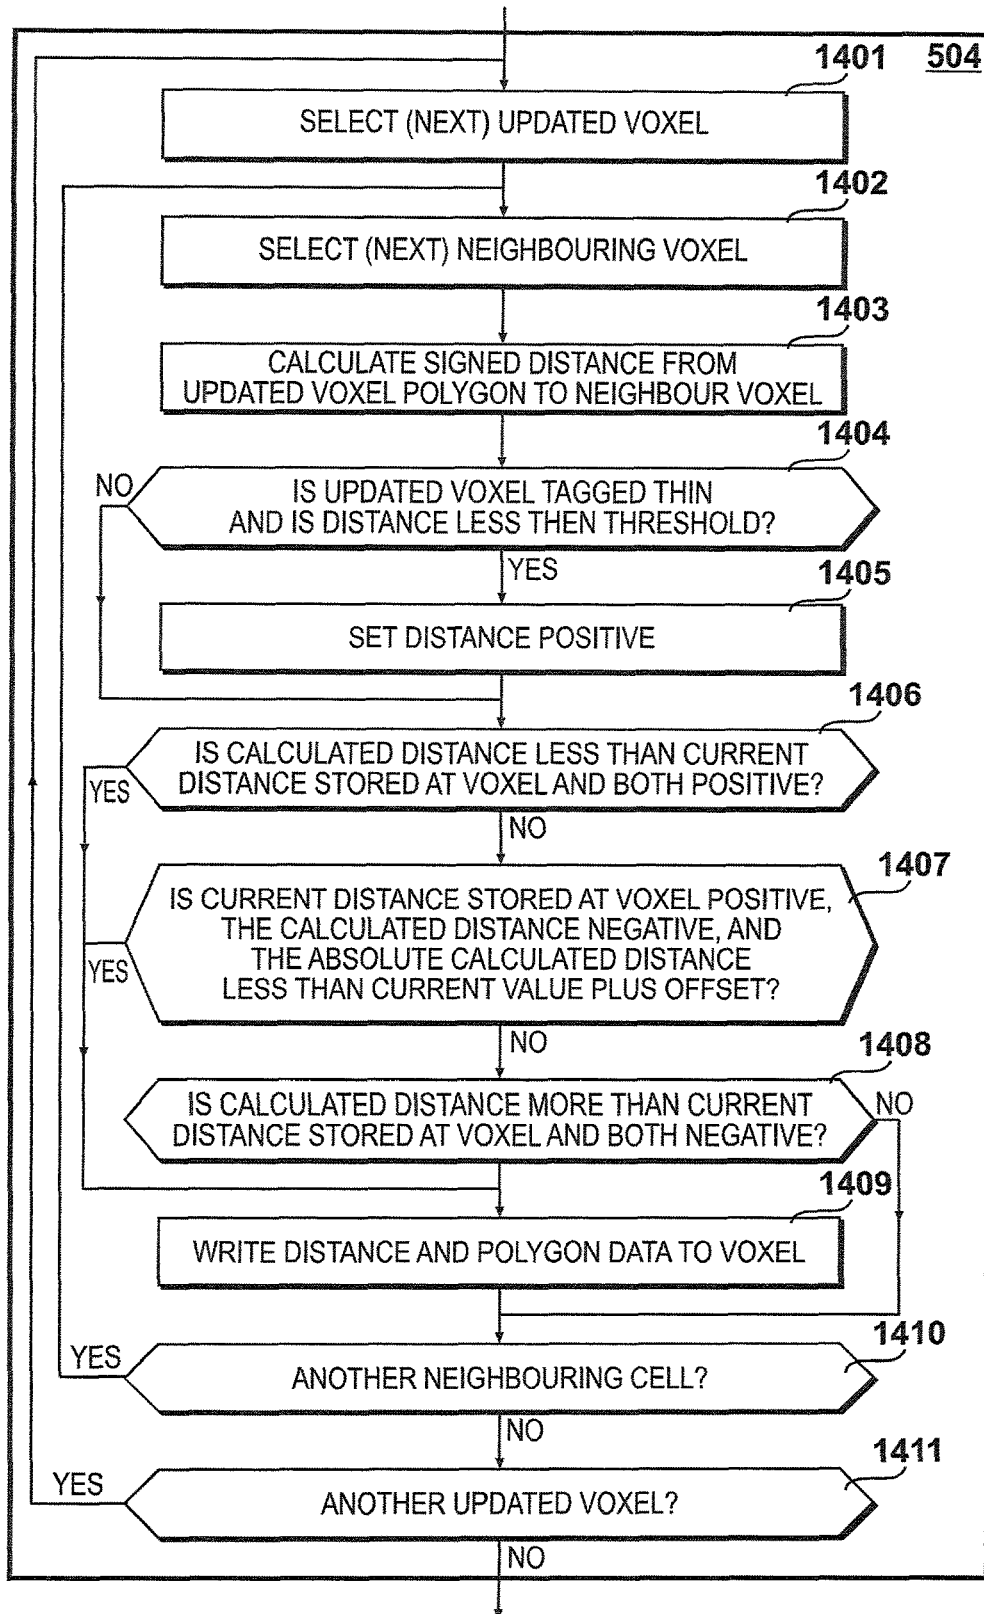 504
1401
SELECT (NEXT) UPDATED VOXEL
1402
SELECT (NEXT) NEIGHBOURING VOXEL
1403
CALCULATE SIGNED DISTANCE FROM
UPDATED VOXEL POLYGON TO NEIGHBOUR VOXEL
1404
NO
IS UPDATED VOXEL TAGGED THIN
AND IS DISTANCE LESS THEN THRESHOLD?
YES
1405
SET DISTANCE POSITIVE
1406
IS CALCULATED DISTANCE LESS THAN CURRENT
DISTANCE STORED AT VOXEL AND BOTH POSITIVE?
YES
NO
1407
IS CURRENT DISTANCE STORED AT VOXEL POSITIVE,
THE CALCULATED DISTANCE NEGATIVE, AND
THE ABSOLUTE CALCULATED DISTANCE
LESS THAN CURRENT VALUE PLUS OFFSET?
YES
NO
1408
IS CALCULATED DISTANCE MORE THAN CURRENT
DISTANCE STORED AT VOXEL AND BOTH NEGATIVE?
NO
1409
WRITE DISTANCE AND POLYGON DATA TO VOXEL
1410
YES
ANOTHER NEIGHBOURING CELL?
NO
1411
YES
ANOTHER UPDATED VOXEL?
NO